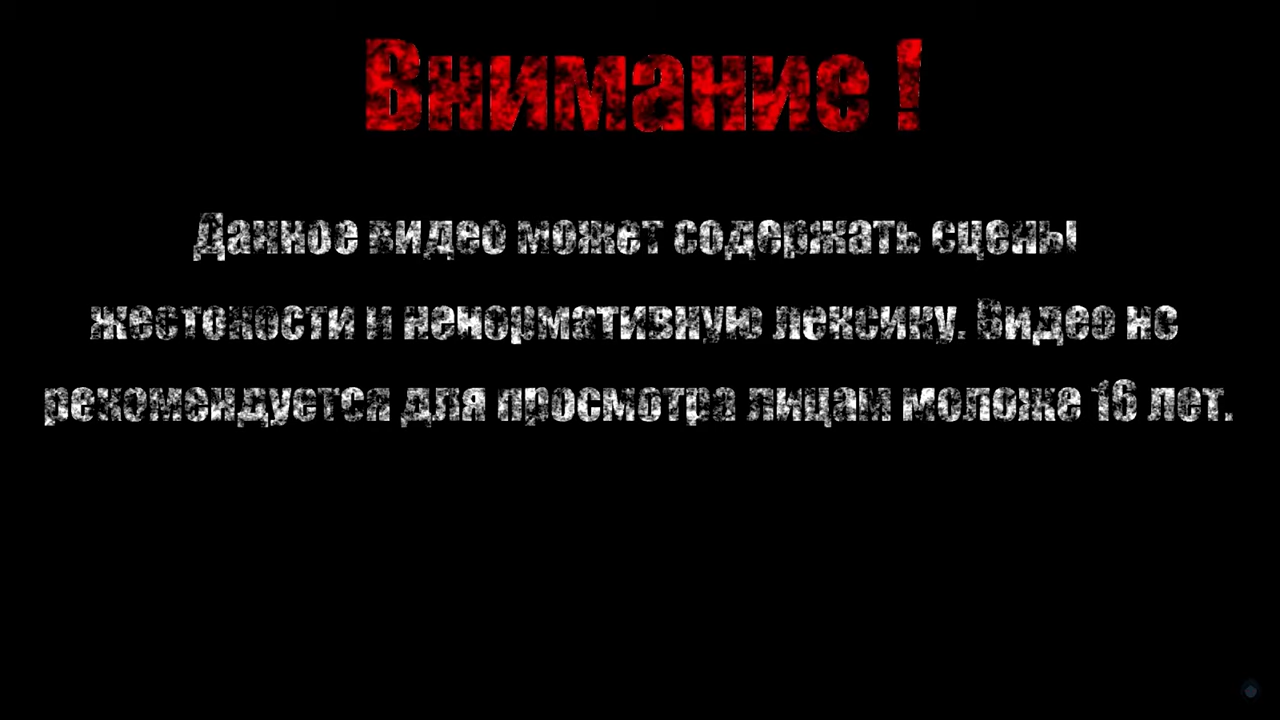 Внимание !
Данное видео может содержать сцены
жестокости и ненормативную лексику. Видео не
рекомендуется для просмотра лицам моложе 16 лет.